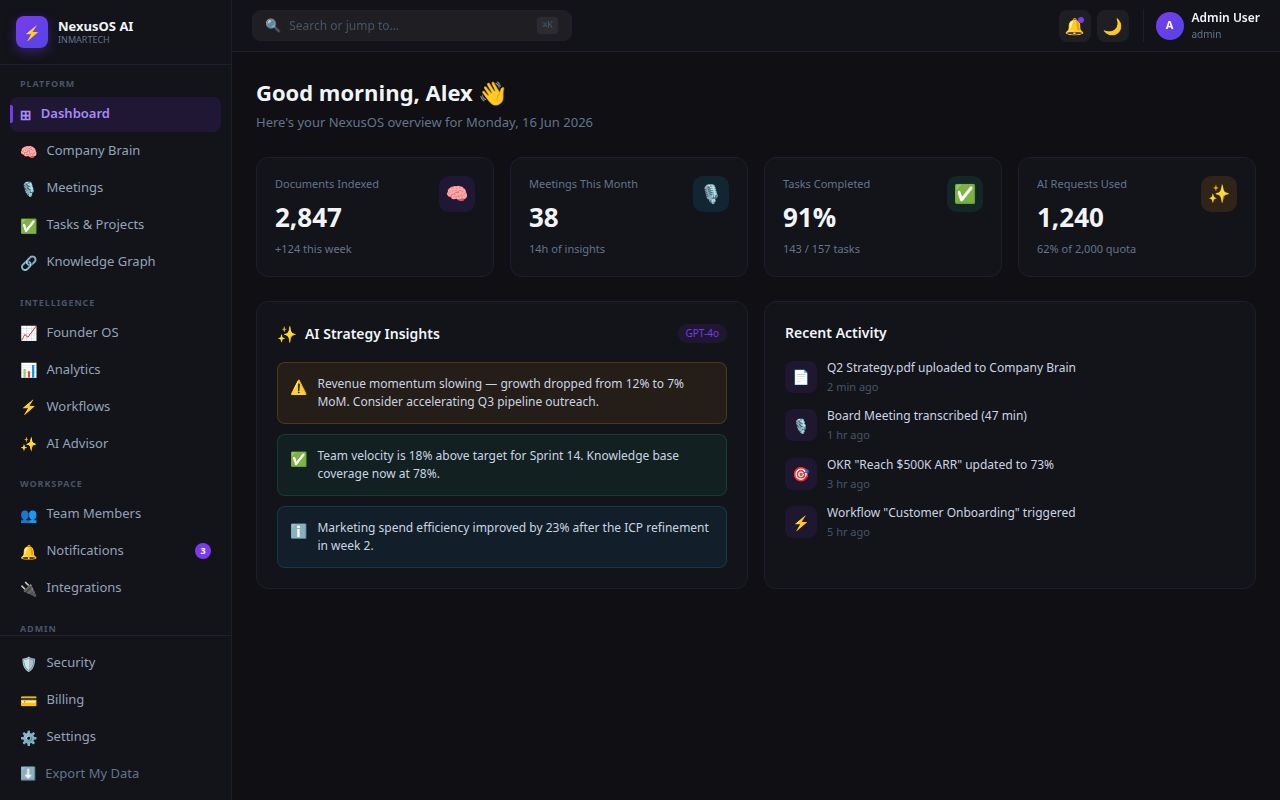 NexusOS AI
INMARTECH
PLATFORM
Dashboard
Company Brain
Meetings
Tasks & Projects
Knowledge Graph
INTELLIGENCE
Founder OS
Analytics
Workflows
AI Advisor
WORKSPACE
Team Members
Notifications 3
Integrations
ADMIN
Security
Billing
Settings
Export My Data
Search or jump to... ⌘K
A
Admin User
admin
Good morning, Alex 👋
Here's your NexusOS overview for Monday, 16 Jun 2026
Documents Indexed
2,847
+124 this week
Meetings This Month
38
14h of insights
Tasks Completed
91%
143 / 157 tasks
AI Requests Used
1,240
62% of 2,000 quota
AI Strategy Insights GPT-4o
Revenue momentum slowing — growth dropped from 12% to 7%
MoM. Consider accelerating Q3 pipeline outreach.
Team velocity is 18% above target for Sprint 14. Knowledge base
coverage now at 78%.
Marketing spend efficiency improved by 23% after the ICP refinement
in week 2.
Recent Activity
Q2 Strategy.pdf uploaded to Company Brain
2 min ago
Board Meeting transcribed (47 min)
1 hr ago
OKR "Reach $500K ARR" updated to 73%
3 hr ago
Workflow "Customer Onboarding" triggered
5 hr ago